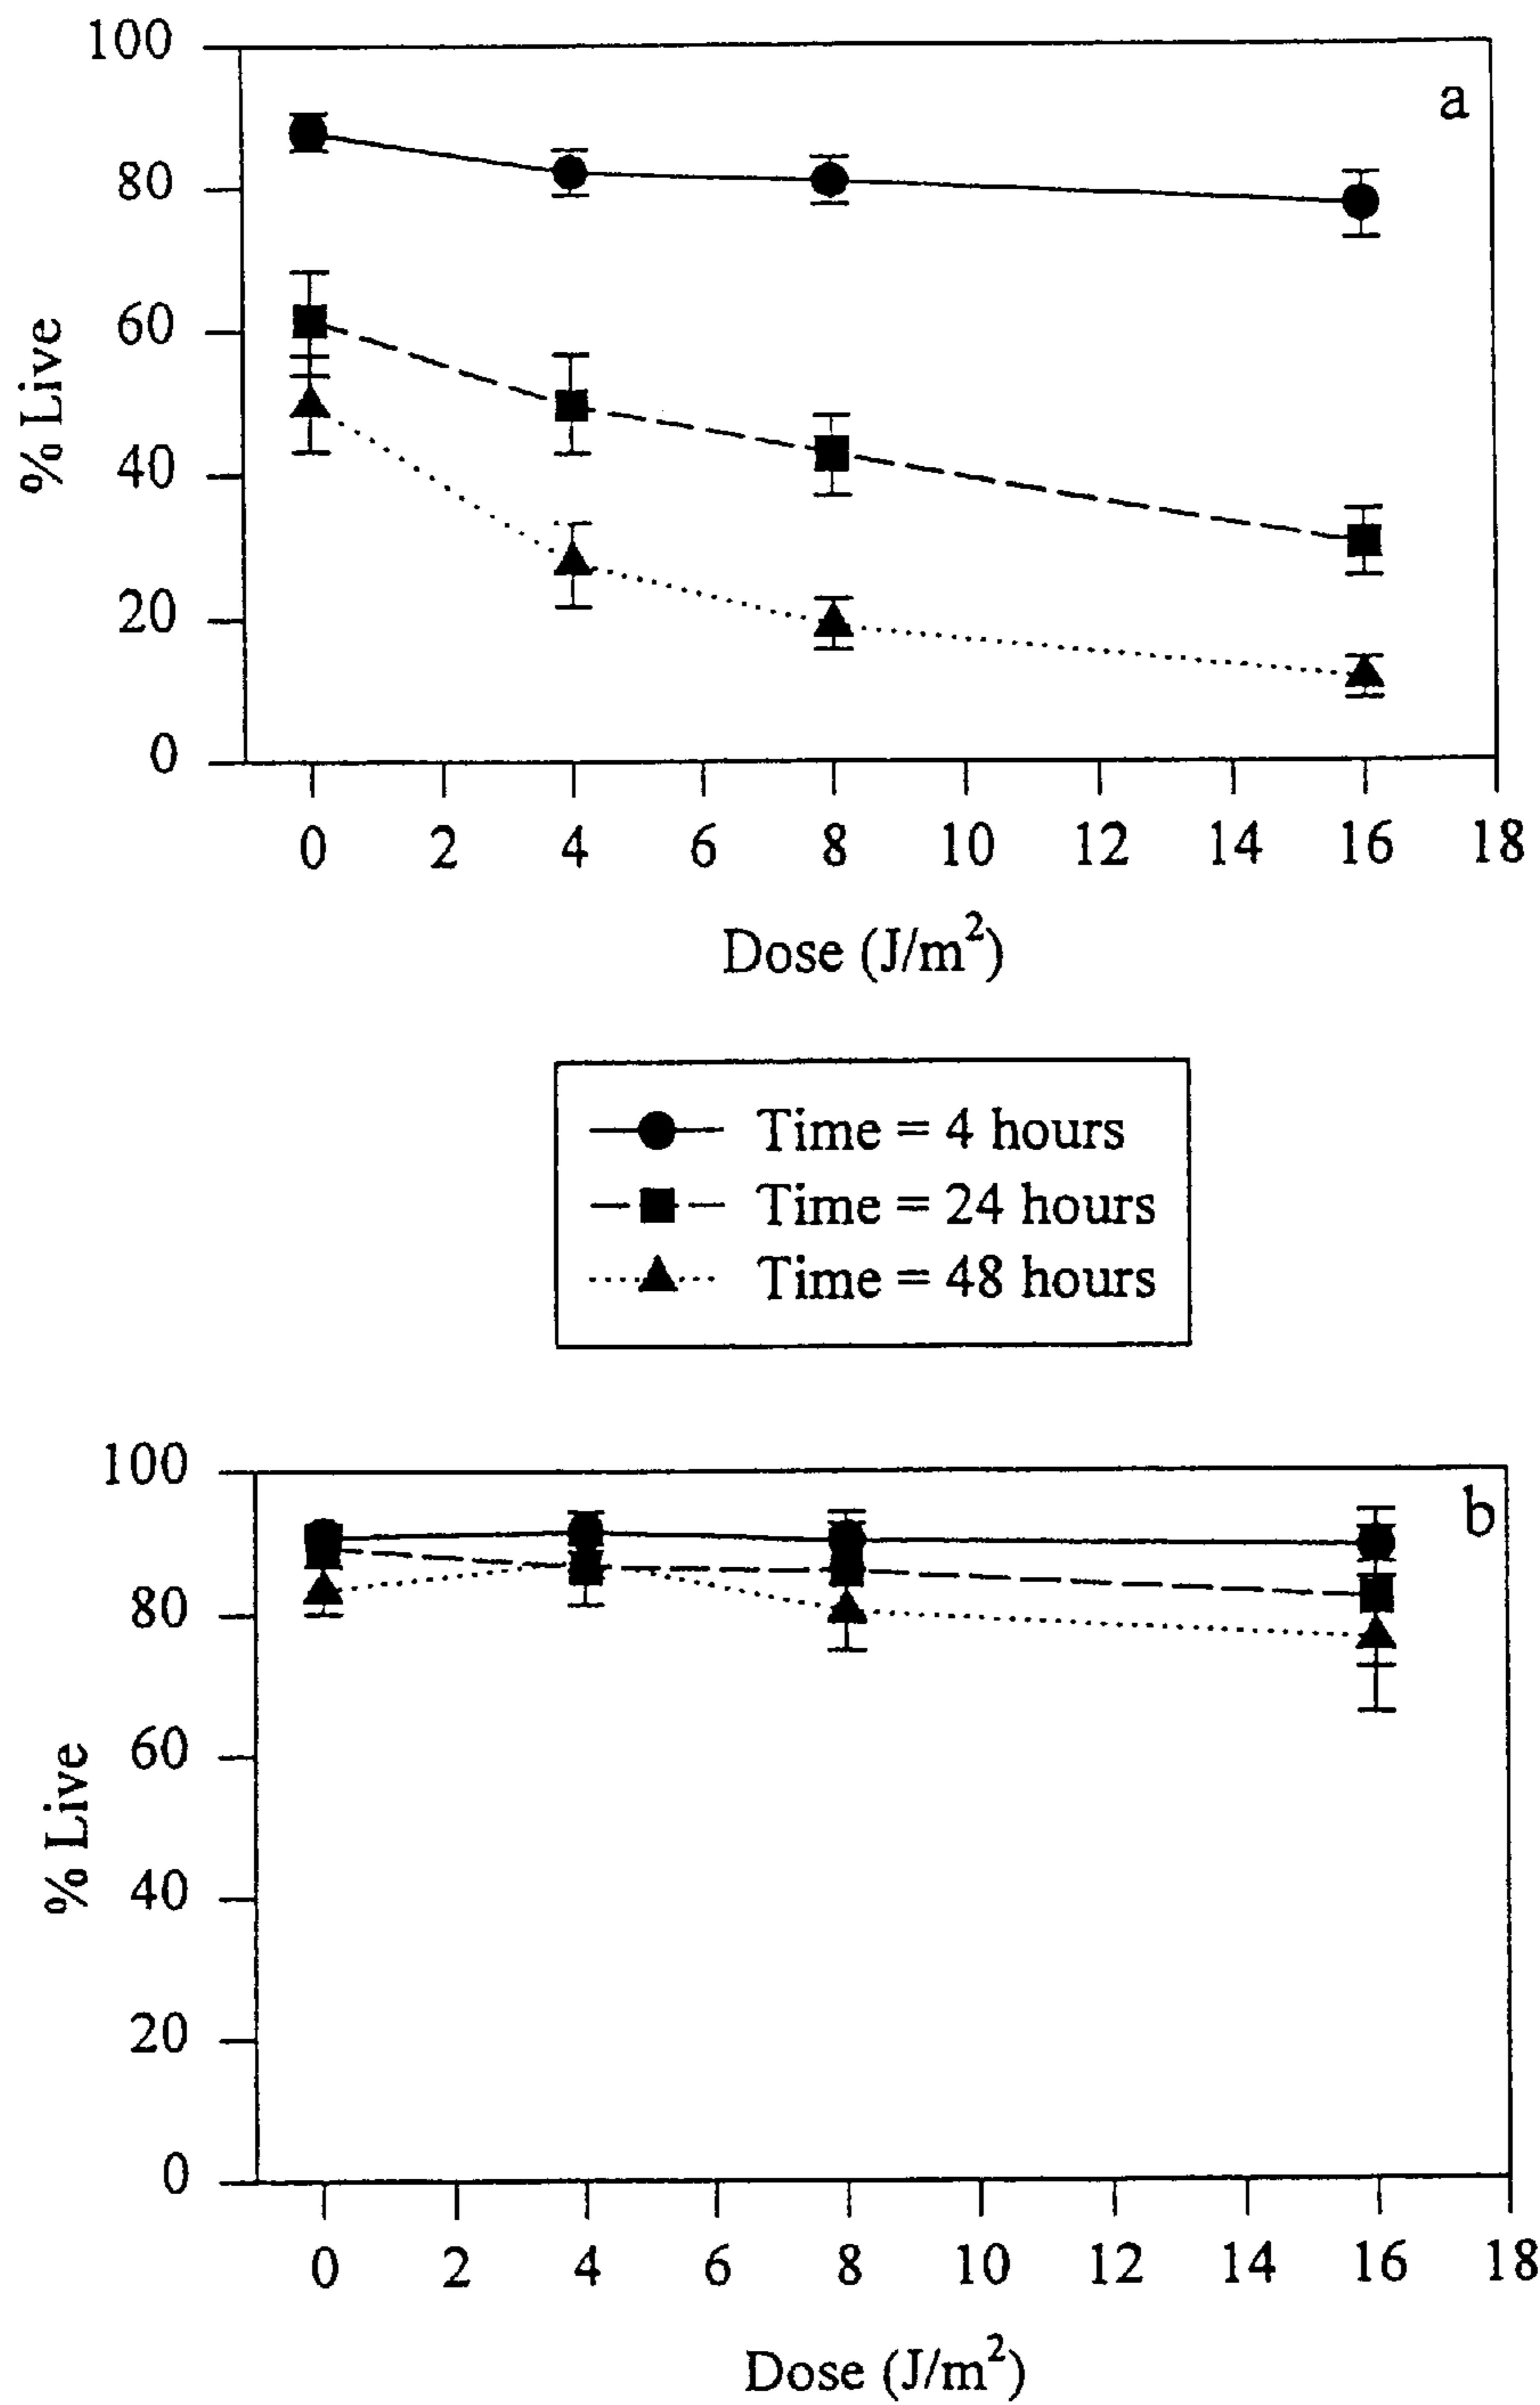 100
a
80
60
40
20
0
% Live
0 2 4 6 8 10 12 14 16 18
Dose (J/m²)
Time = 4 hours
Time = 24 hours
Time = 48 hours
100
b
80
60
40
20
0
% Live
0 2 4 6 8 10 12 14 16 18
Dose (J/m²)